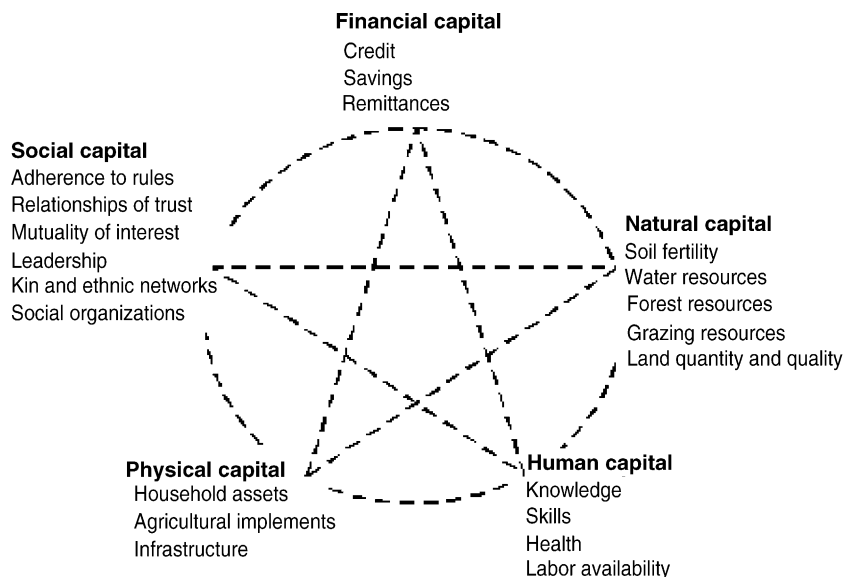 Financial capital
Credit
Savings
Remittances
Social capital
Adherence to rules
Relationships of trust
Mutuality of interest
Leadership
Kin and ethnic networks
Social organizations
Natural capital
Soil fertility
Water resources
Forest resources
Grazing resources
Land quantity and quality
Physical capital
Household assets
Agricultural implements
Infrastructure
Human capital
Knowledge
Skills
Health
Labor availability